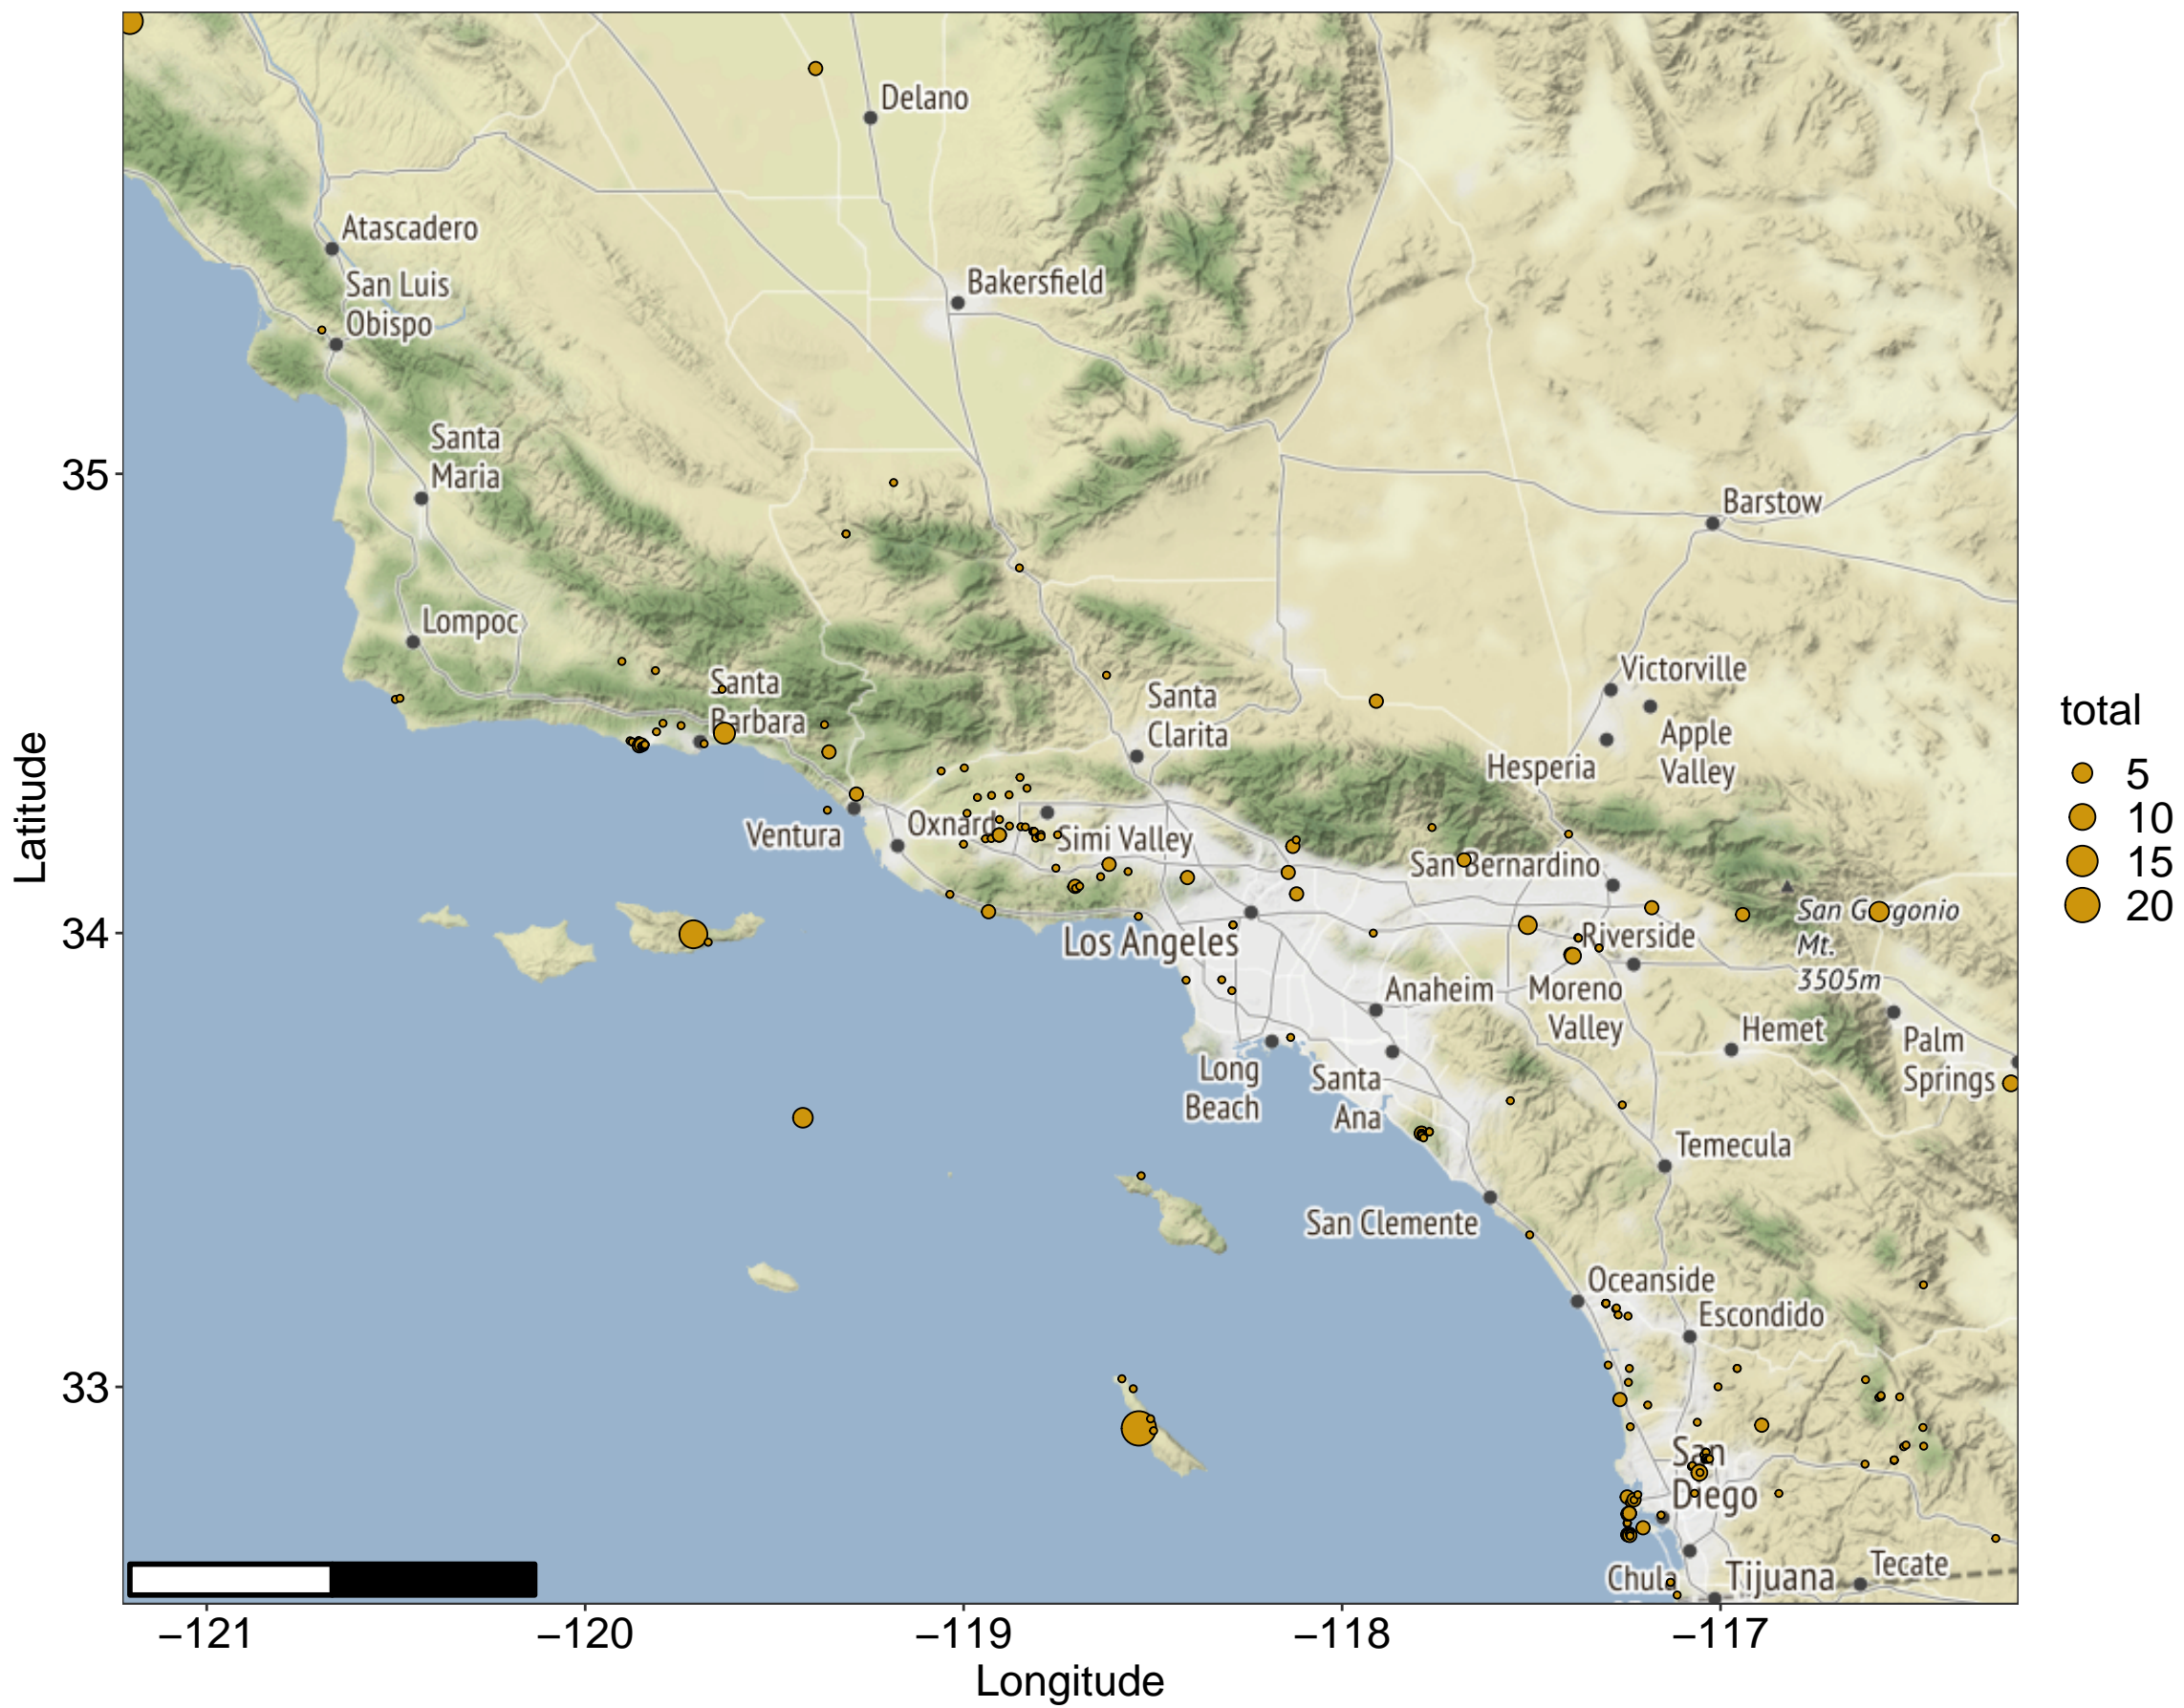 Delano
Atascadero
San Luis
Obispo
Bakersfield
Santa
Maria
Barstow
Lompoc
Victorville
Santa
Barbara
Santa
Clarita
Apple
Valley
Hesperia
Ventura
Oxnard
Simi Valley
San Bernardino
San Gorgonio
Mt.
3505m
Riverside
Los Angeles
Anaheim
Moreno
Valley
Hemet
Palm
Springs
Long
Beach
Santa
Ana
Temecula
San Clemente
Oceanside
Escondido
San
Diego
Chula
Tijuana
Tecate
35
34
33
Latitude
−121
−120
−119
−118
−117
Longitude
total
5
10
15
20